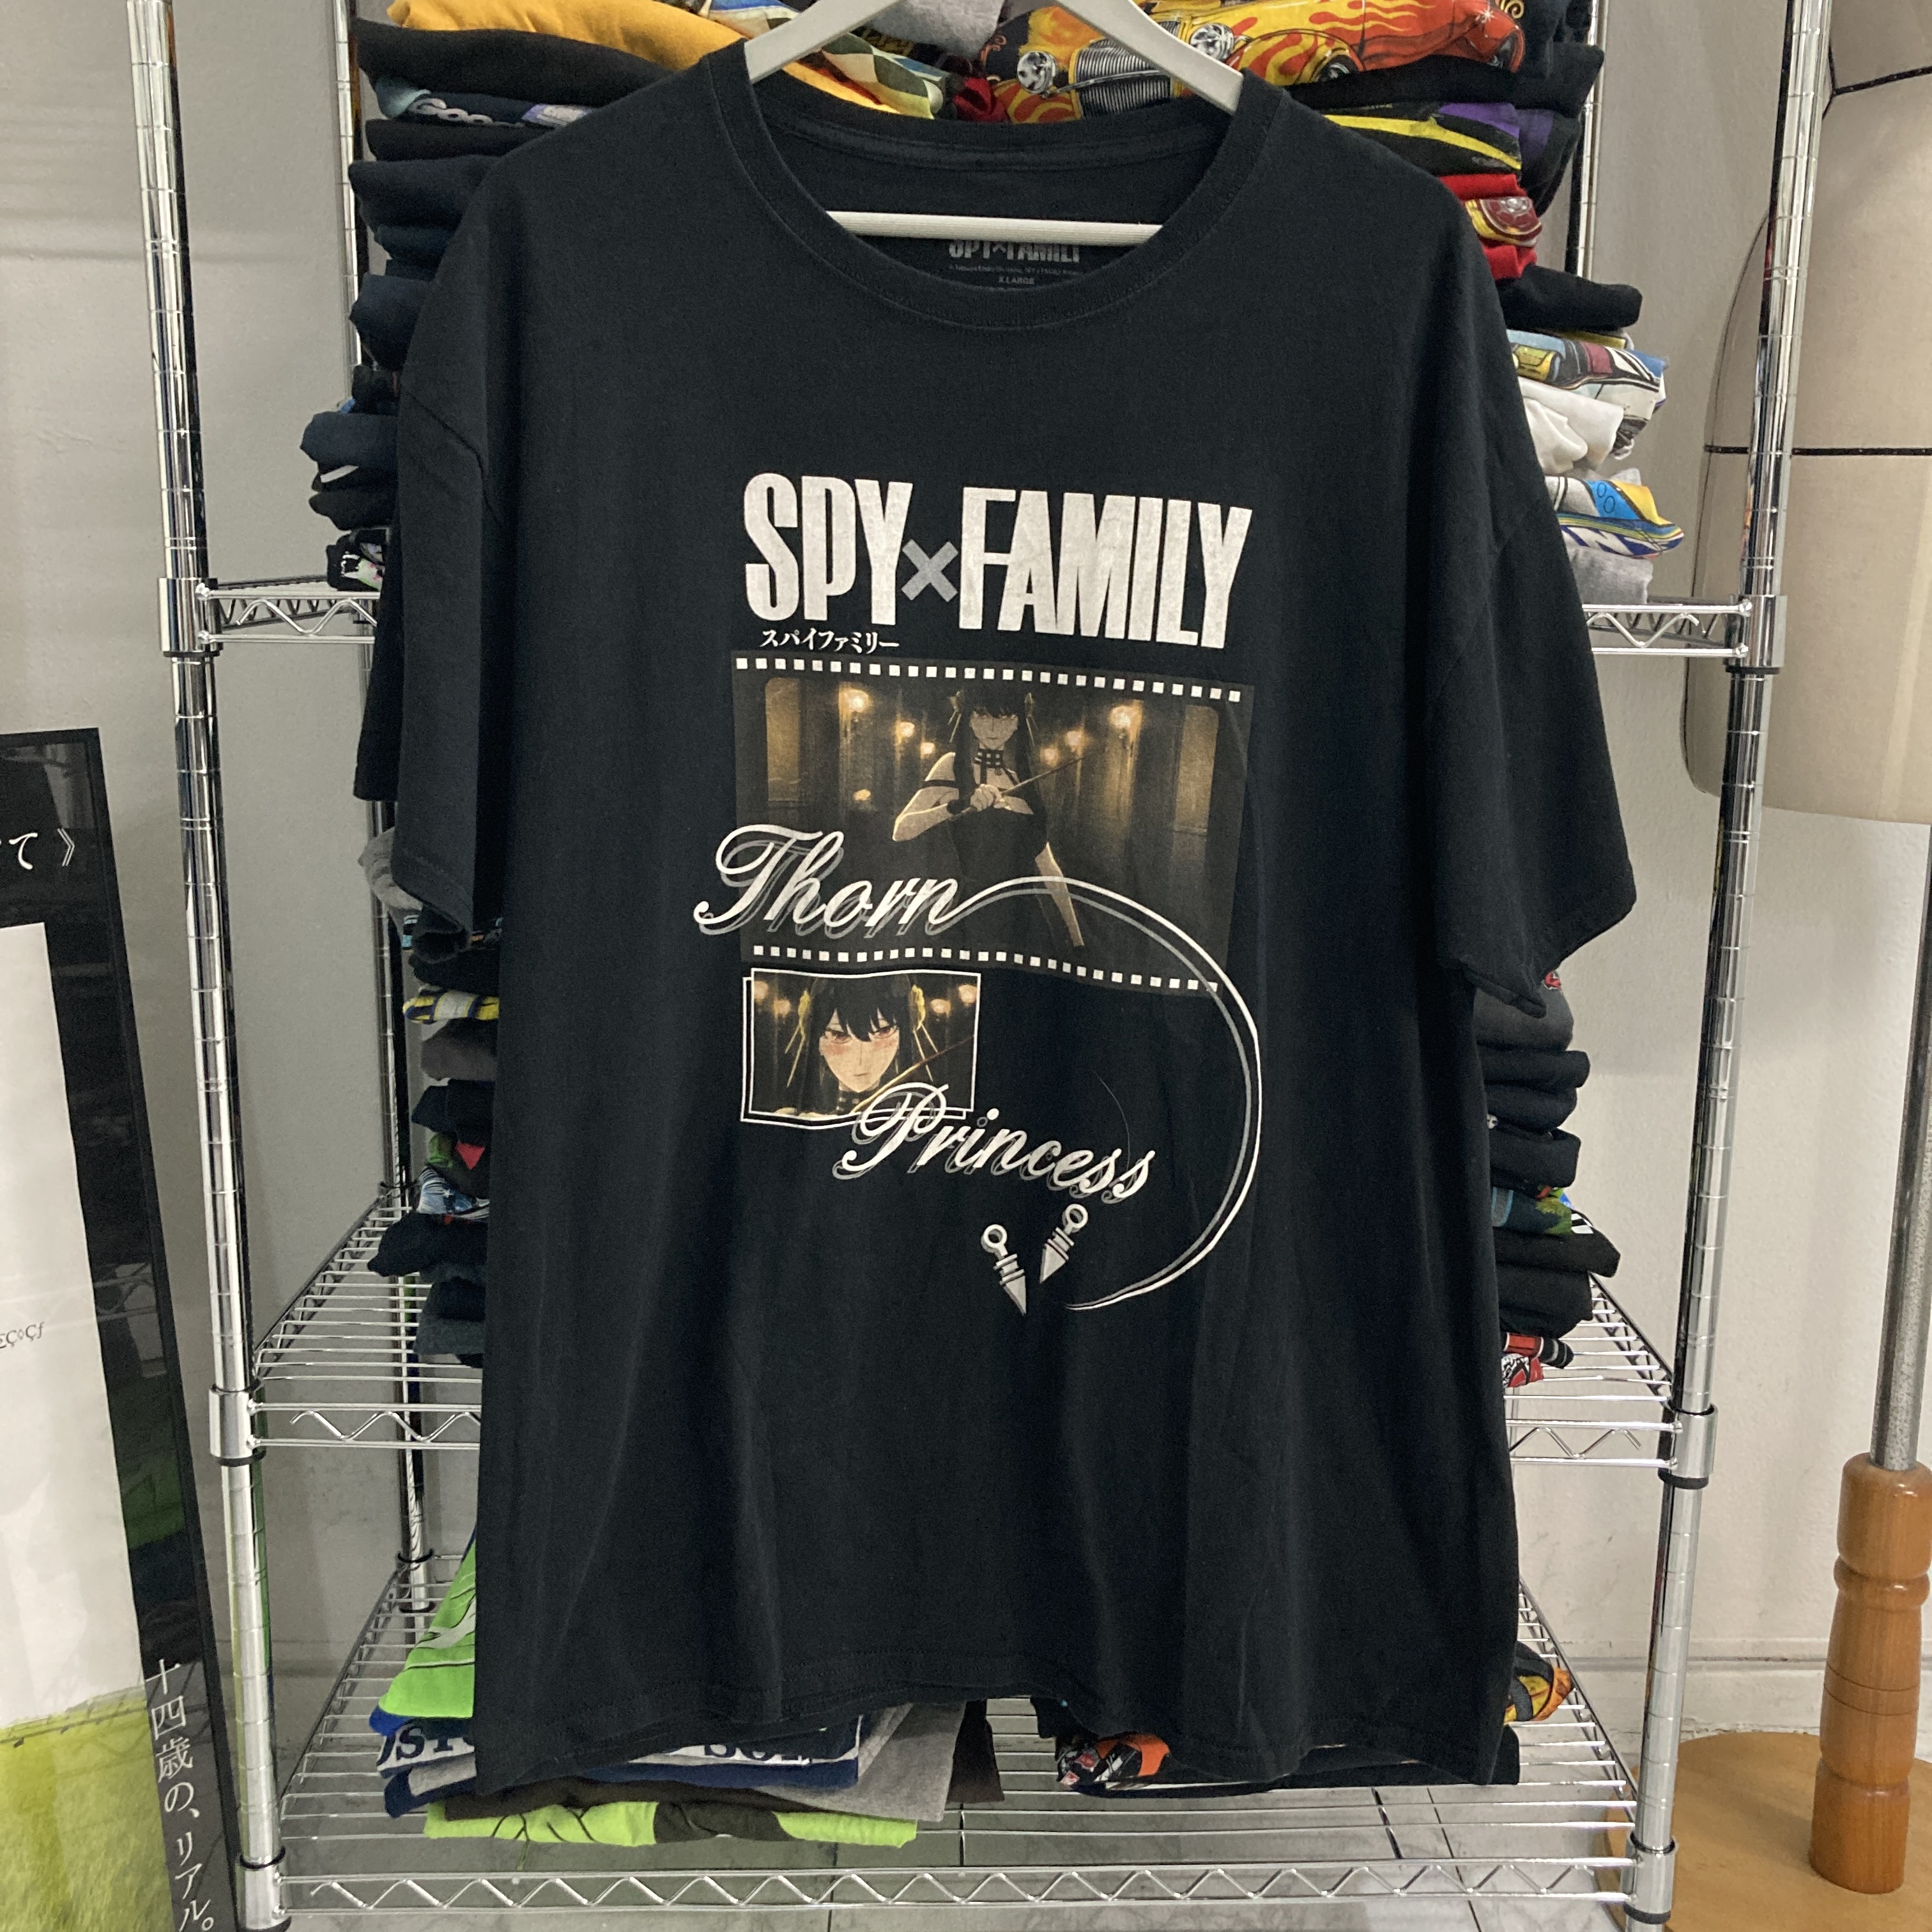 SPY×FAMILY
X LARGE
SPY×FAMILY
スパイファミリー
Thorn
Princess
て》
十四歳の、リアル。